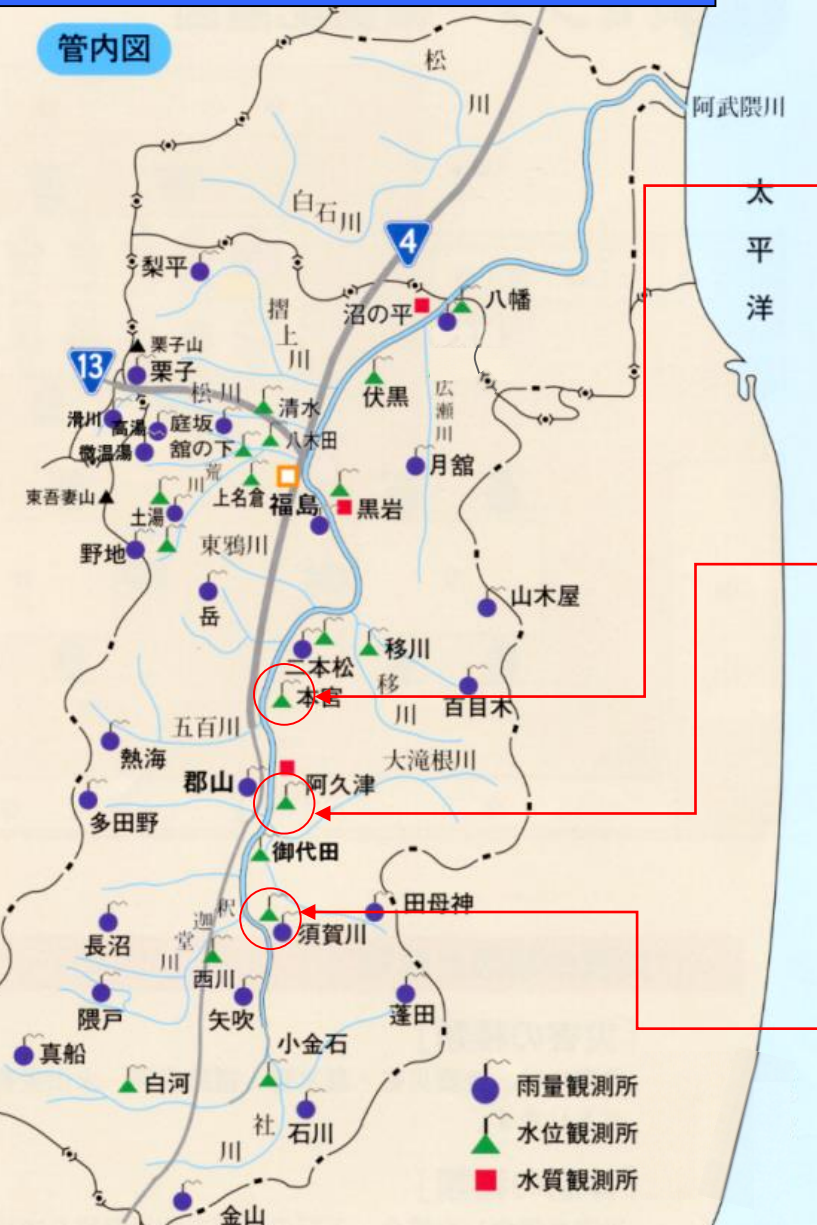 管内図
松川
阿武隈川
太平洋
白石川
4
梨平
摺上川
沼の平
八幡
栗子山
13
栗子
松川
伏黒
広瀬川
清水
滑川
高湯
庭坂
八木田
微温湯
舘の下
荒川
月舘
東吾妻山
上名倉
福島
黒岩
土湯
野地
東鴉川
岳
山木屋
二本松
移川
本宮
移川
百目木
五百川
熱海
大滝根川
郡山
阿久津
多田野
御代田
田母神
釈迦堂川
須賀川
長沼
西川
隈戸
矢吹
蓬田
真船
小金石
白河
雨量観測所
社川
石川
水位観測所
水質観測所
金山